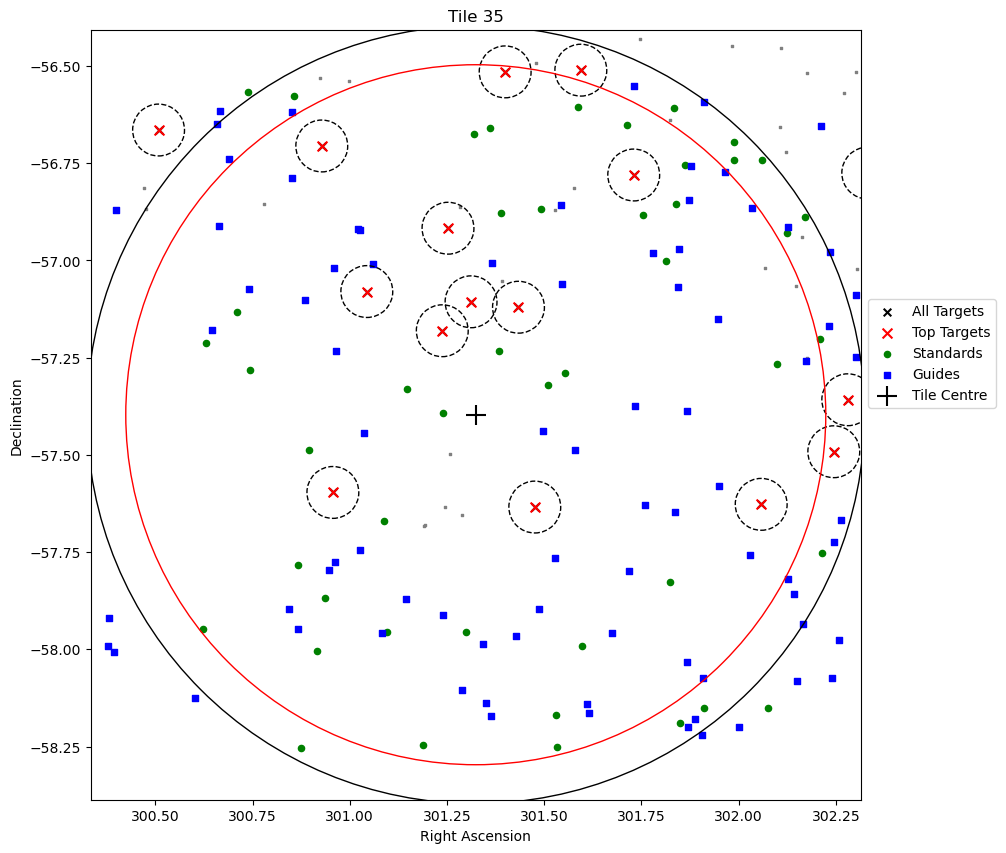 Tile 35
−56.50
−56.75
−57.00
−57.25
−57.50
−57.75
−58.00
−58.25
Declination
300.50 300.75 301.00 301.25 301.50 301.75 302.00 302.25
Right Ascension
All Targets
Top Targets
Standards
Guides
Tile Centre